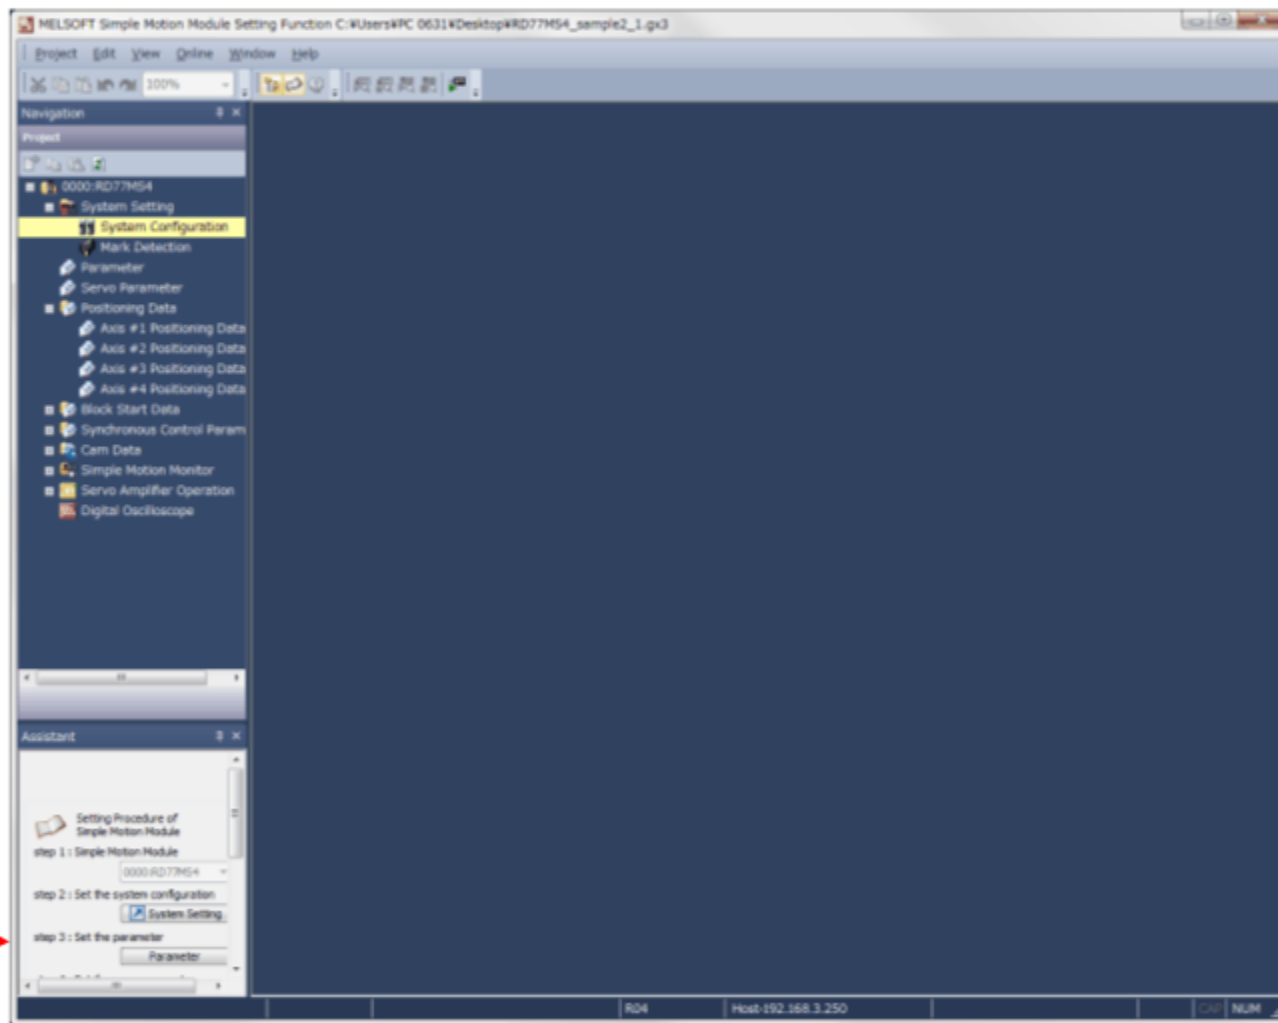 MELSOFT Simple Motion Module Setting Function C:¥Users¥PC 0631¥Desktop¥RD77MS4_sample2_1.gx3
Project Edit View Online Window Help
100%
Navigation
Project
0000:RD77MS4
System Setting
System Configuration
Mark Detection
Parameter
Servo Parameter
Positioning Data
Axis #1 Positioning Data
Axis #2 Positioning Data
Axis #3 Positioning Data
Axis #4 Positioning Data
Block Start Data
Synchronous Control Param
Cam Data
Simple Motion Monitor
Servo Amplifier Operation
Digital Oscilloscope
Assistant
Setting Procedure of
Simple Motion Module
step 1 : Simple Motion Module
0000:RD77MS4
step 2 : Set the system configuration
System Setting
step 3 : Set the parameter
Parameter
R04 Host-192.168.3.250 CAP NUM